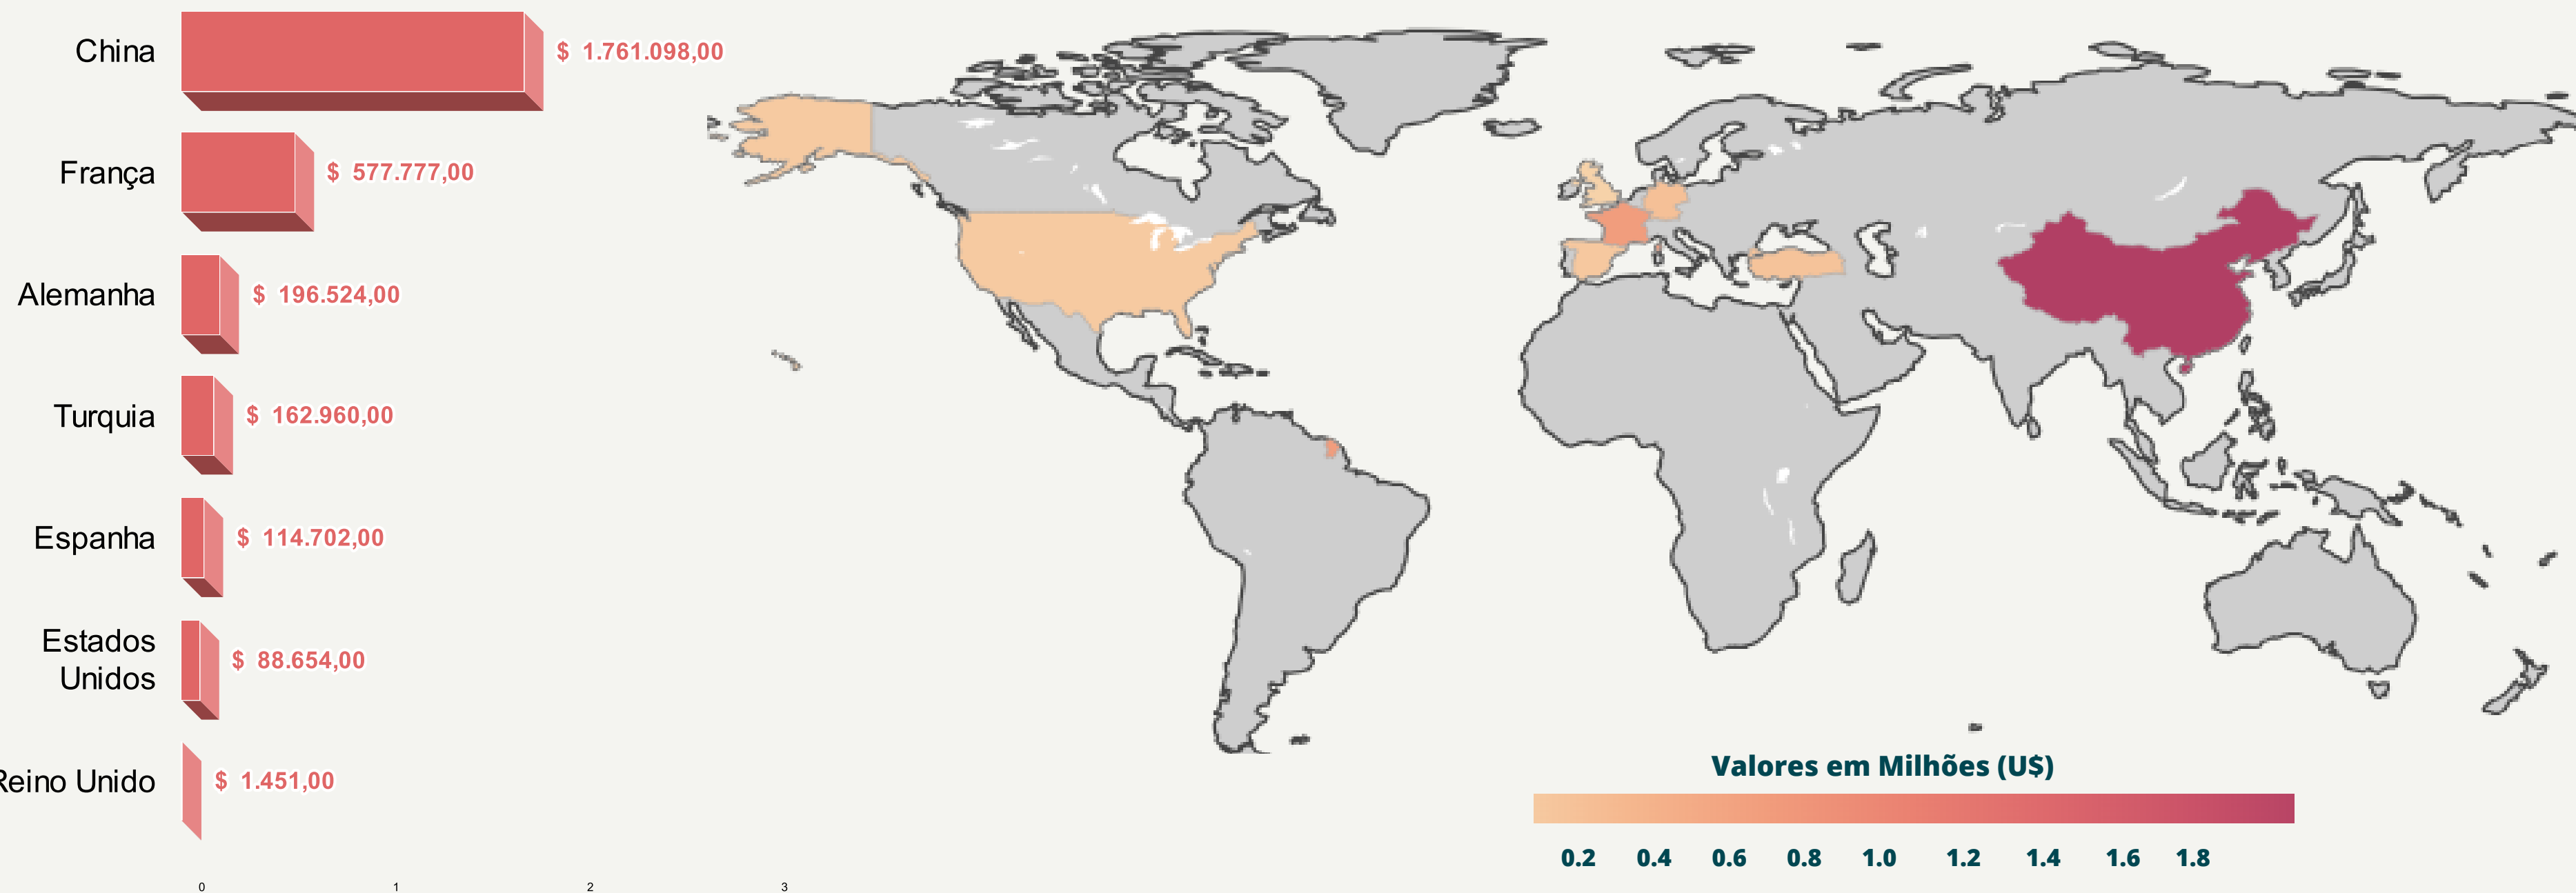 China
$ 1.761.098,00
França
$ 577.777,00
Alemanha
$ 196.524,00
Turquia
$ 162.960,00
Espanha
$ 114.702,00
Estados
Unidos
$ 88.654,00
Reino Unido
$ 1.451,00
0 1 2 3
Valores em Milhões (U$)
0.2 0.4 0.6 0.8 1.0 1.2 1.4 1.6 1.8